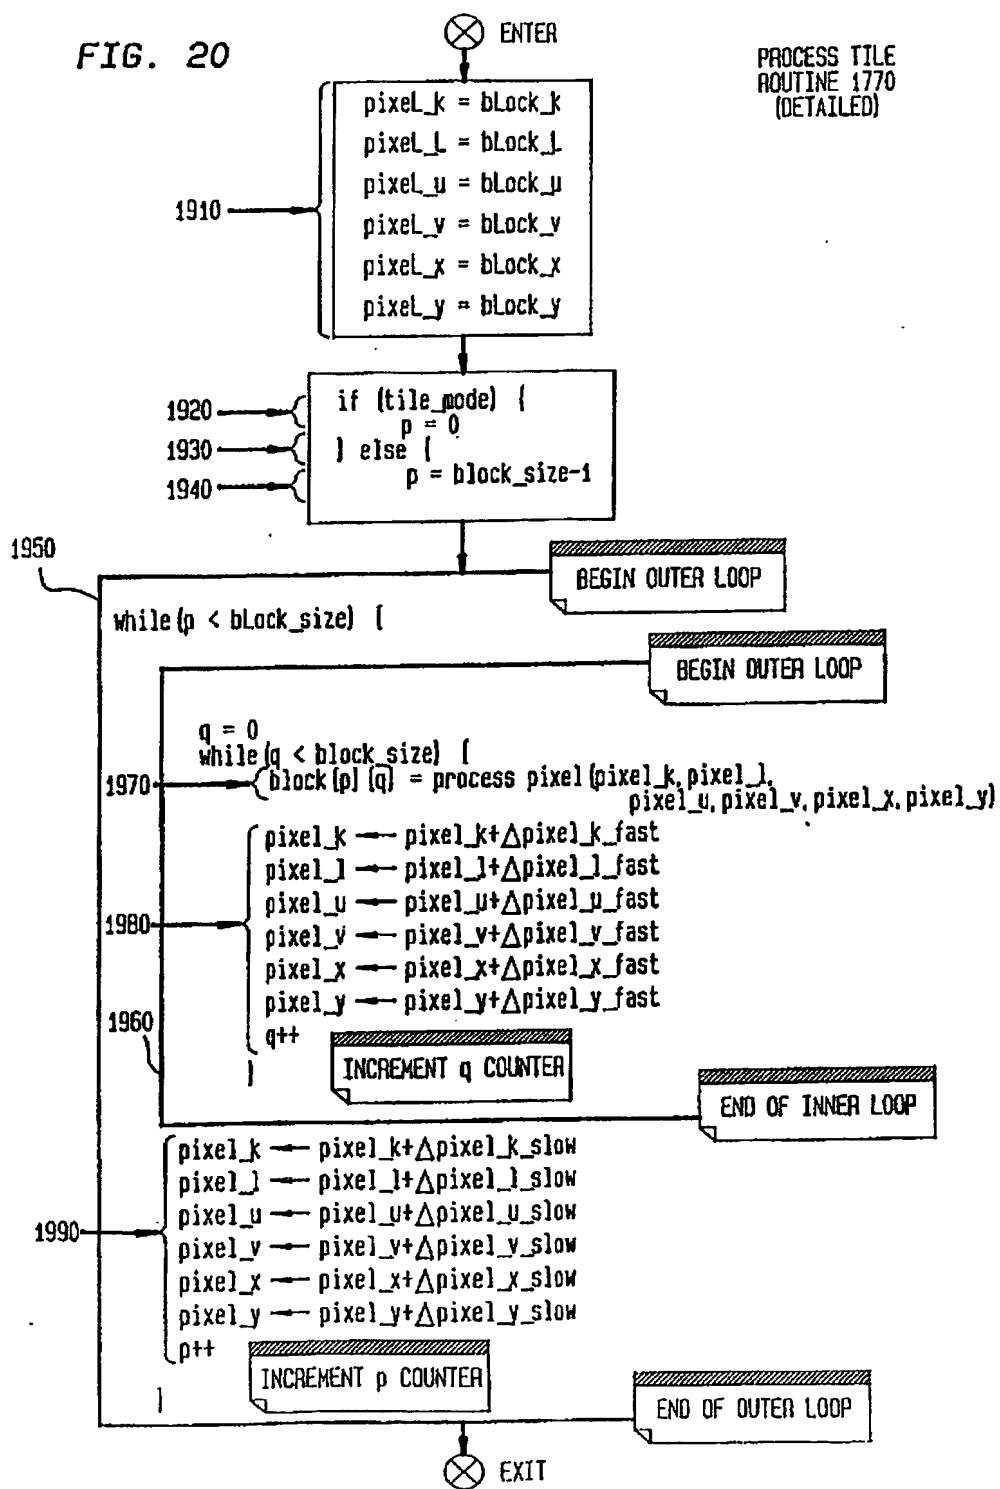 FIG. 20
ENTER
PROCESS TILE
ROUTINE 1770
(DETAILED)
1910
pixeL_k = bLock_k
pixeL_L = bLock_L
pixeL_u = bLock_u
pixeL_v = bLock_v
pixeL_x = bLock_x
pixeL_y = bLock_y
1920
if (tile_mode) {
p = 0
1930
} else {
1940
p = block_size-1
1950
BEGIN OUTER LOOP
while(p < bLock_size) {
BEGIN OUTER LOOP
q = 0
while(q < block_size) {
1970
block(p)(q) = process pixel(pixel_k, pixel_l,
pixel_u, pixel_v, pixel_x, pixel_y)
1980
pixel_k ← pixel_k+Δpixel_k_fast
pixel_l ← pixel_l+Δpixel_l_fast
pixel_u ← pixel_u+Δpixel_u_fast
pixel_v ← pixel_v+Δpixel_v_fast
pixel_x ← pixel_x+Δpixel_x_fast
pixel_y ← pixel_y+Δpixel_y_fast
q++
1960
}
INCREMENT q COUNTER
END OF INNER LOOP
1990
pixel_k ← pixel_k+Δpixel_k_slow
pixel_l ← pixel_l+Δpixel_l_slow
pixel_u ← pixel_u+Δpixel_u_slow
pixel_v ← pixel_v+Δpixel_v_slow
pixel_x ← pixel_x+Δpixel_x_slow
pixel_y ← pixel_y+Δpixel_y_slow
p++
INCREMENT p COUNTER
}
END OF OUTER LOOP
EXIT